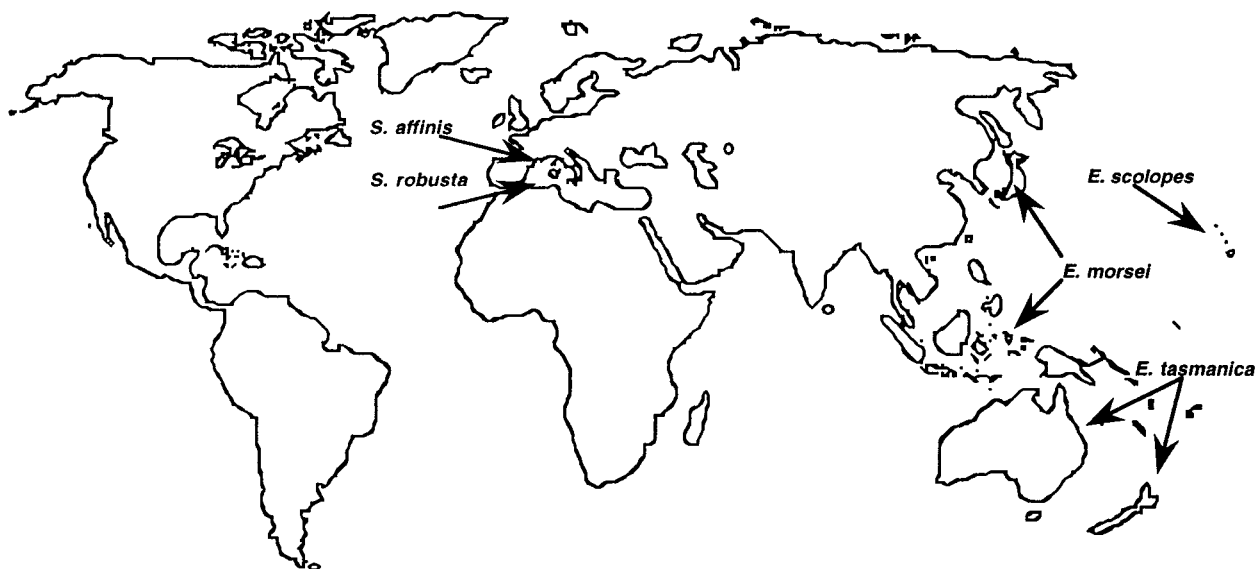 S. affinis
S. robusta
E. scolopes
E. morsei
E. tasmanica